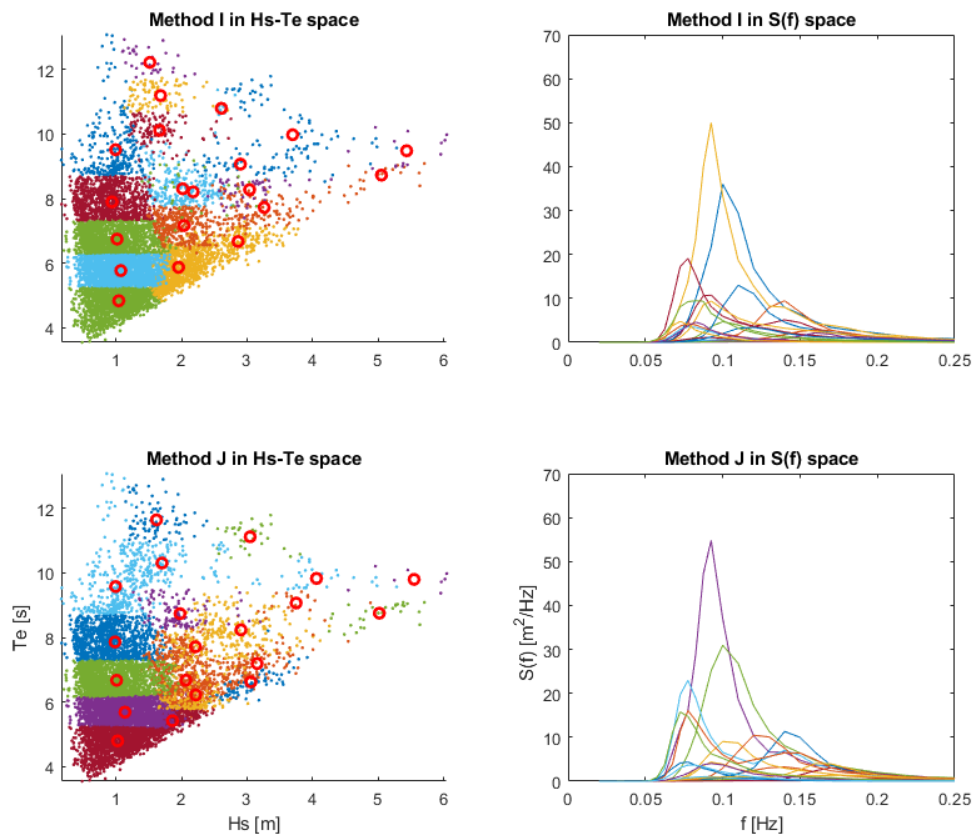 Method I in Hs-Te space
12
10
8
6
4
1 2 3 4 5 6
Method I in S(f) space
70
60
50
40
30
20
10
0
0 0.05 0.1 0.15 0.2 0.25
Method J in Hs-Te space
Te [s]
12
10
8
6
4
1 2 3 4 5 6
Hs [m]
Method J in S(f) space
S(f) [m²/Hz]
70
60
50
40
30
20
10
0
0 0.05 0.1 0.15 0.2 0.25
f [Hz]